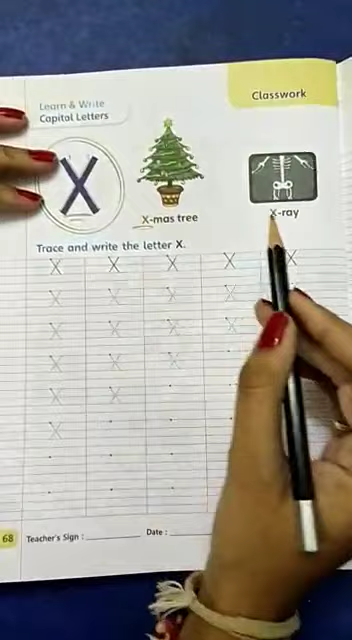 Learn & Write
Capital Letters
Classwork
X
X-mas tree
X-ray
Trace and write the letter X.
X X X X X
X X X X
X X X X
X X X
X X
X
68 Teacher's Sign : Date :